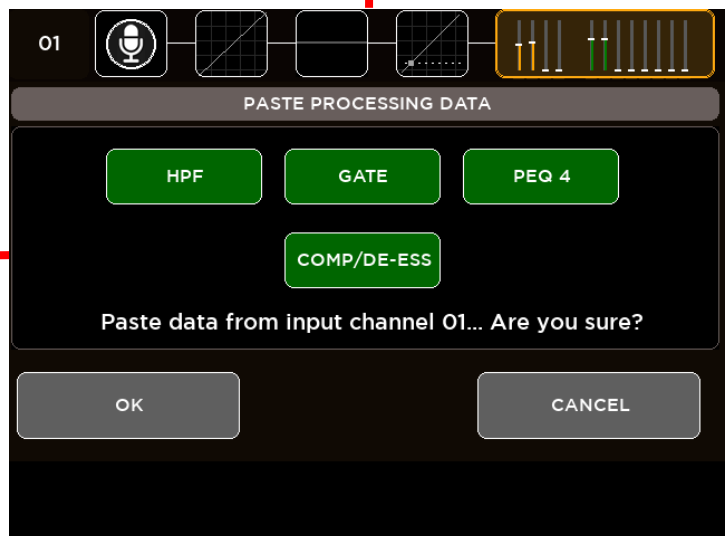 01
PASTE PROCESSING DATA
HPF GATE PEQ 4
COMP/DE-ESS
Paste data from input channel 01... Are you sure?
OK CANCEL